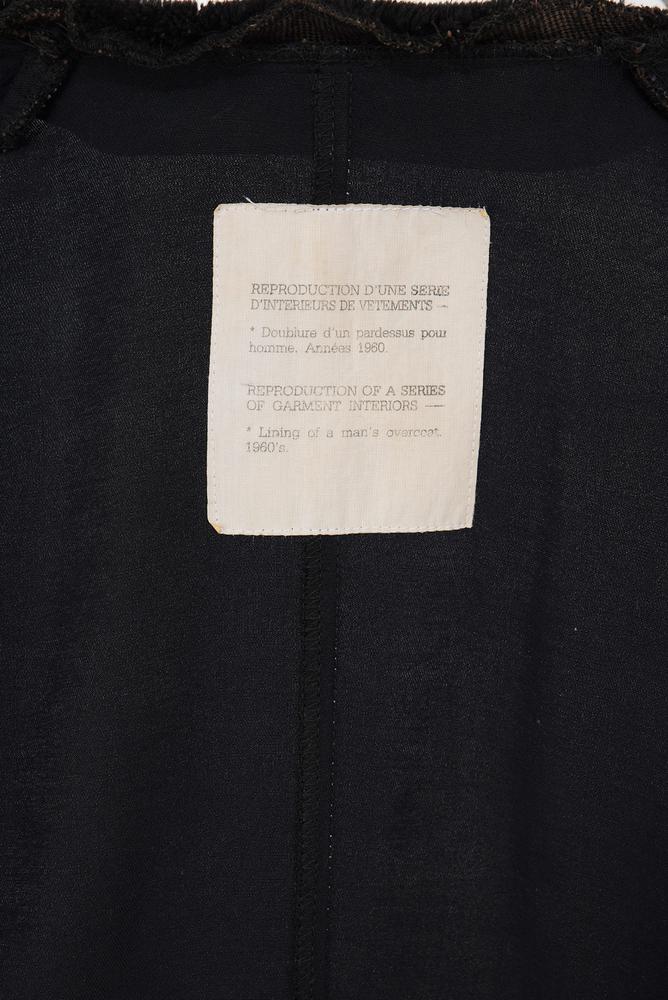 REPRODUCTION D'UNE SERIE
D'INTERIEURS DE VETEMENTS —
* Doublure d'un pardessus pour
homme. Années 1960.
REPRODUCTION OF A SERIES
OF GARMENT INTERIORS —
* Lining of a man's overcoat.
1960's.